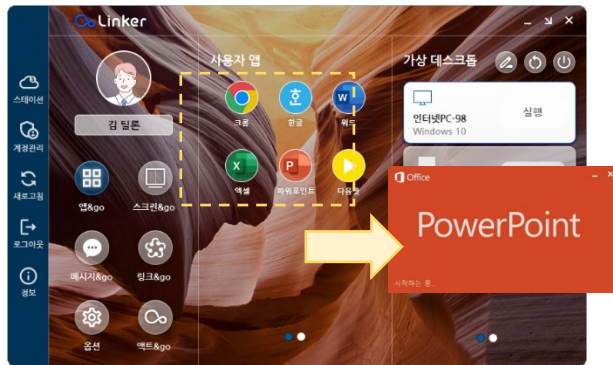 Linker
스테이션
계정관리
새로고침
로그아웃
정보
김 틸론
앱&go
스크린&go
메시지&go
링크&go
옵션
액트&go
사용자 앱
크롬
한글
워드
엑셀
파워포인트
다음팟
가상 데스크톱
인터넷PC-98
Windows 10
실행
Office
PowerPoint
시작하는 중...